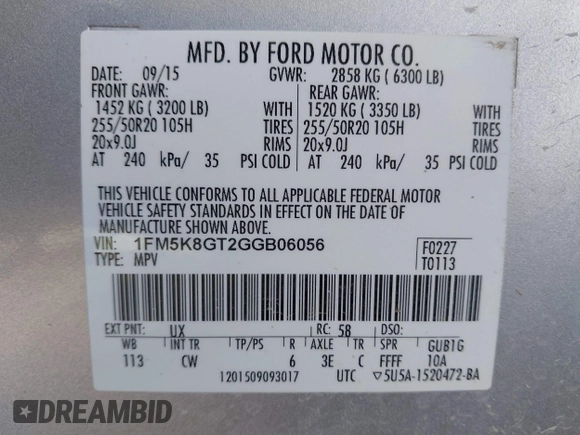 MFD. BY FORD MOTOR CO.
DATE: 09/15 GVWR: 2858 KG ( 6300 LB)
FRONT GAWR: REAR GAWR:
1452 KG ( 3200 LB) WITH 1520 KG ( 3350 LB) WITH
255/50R20 105H TIRES 255/50R20 105H TIRES
20x9.0J RIMS 20x9.0J RIMS
AT 240 kPa/ 35 PSI COLD AT 240 kPa/ 35 PSI COLD
THIS VEHICLE CONFORMS TO ALL APPLICABLE FEDERAL MOTOR
VEHICLE SAFETY STANDARDS IN EFFECT ON THE DATE OF
MANUFACTURE SHOWN ABOVE.
VIN: 1FM5K8GT2GGB06056 F0227
TYPE: MPV T0113
EXT PNT: UX RC: 58 DSO:
WB INT TR TP/PS R AXLE TR SPR GUB1G
113 CW 6 3E C FFFF 10A
1201509093017 UTC ▽5U5A-1520472-BA
DREAMBID